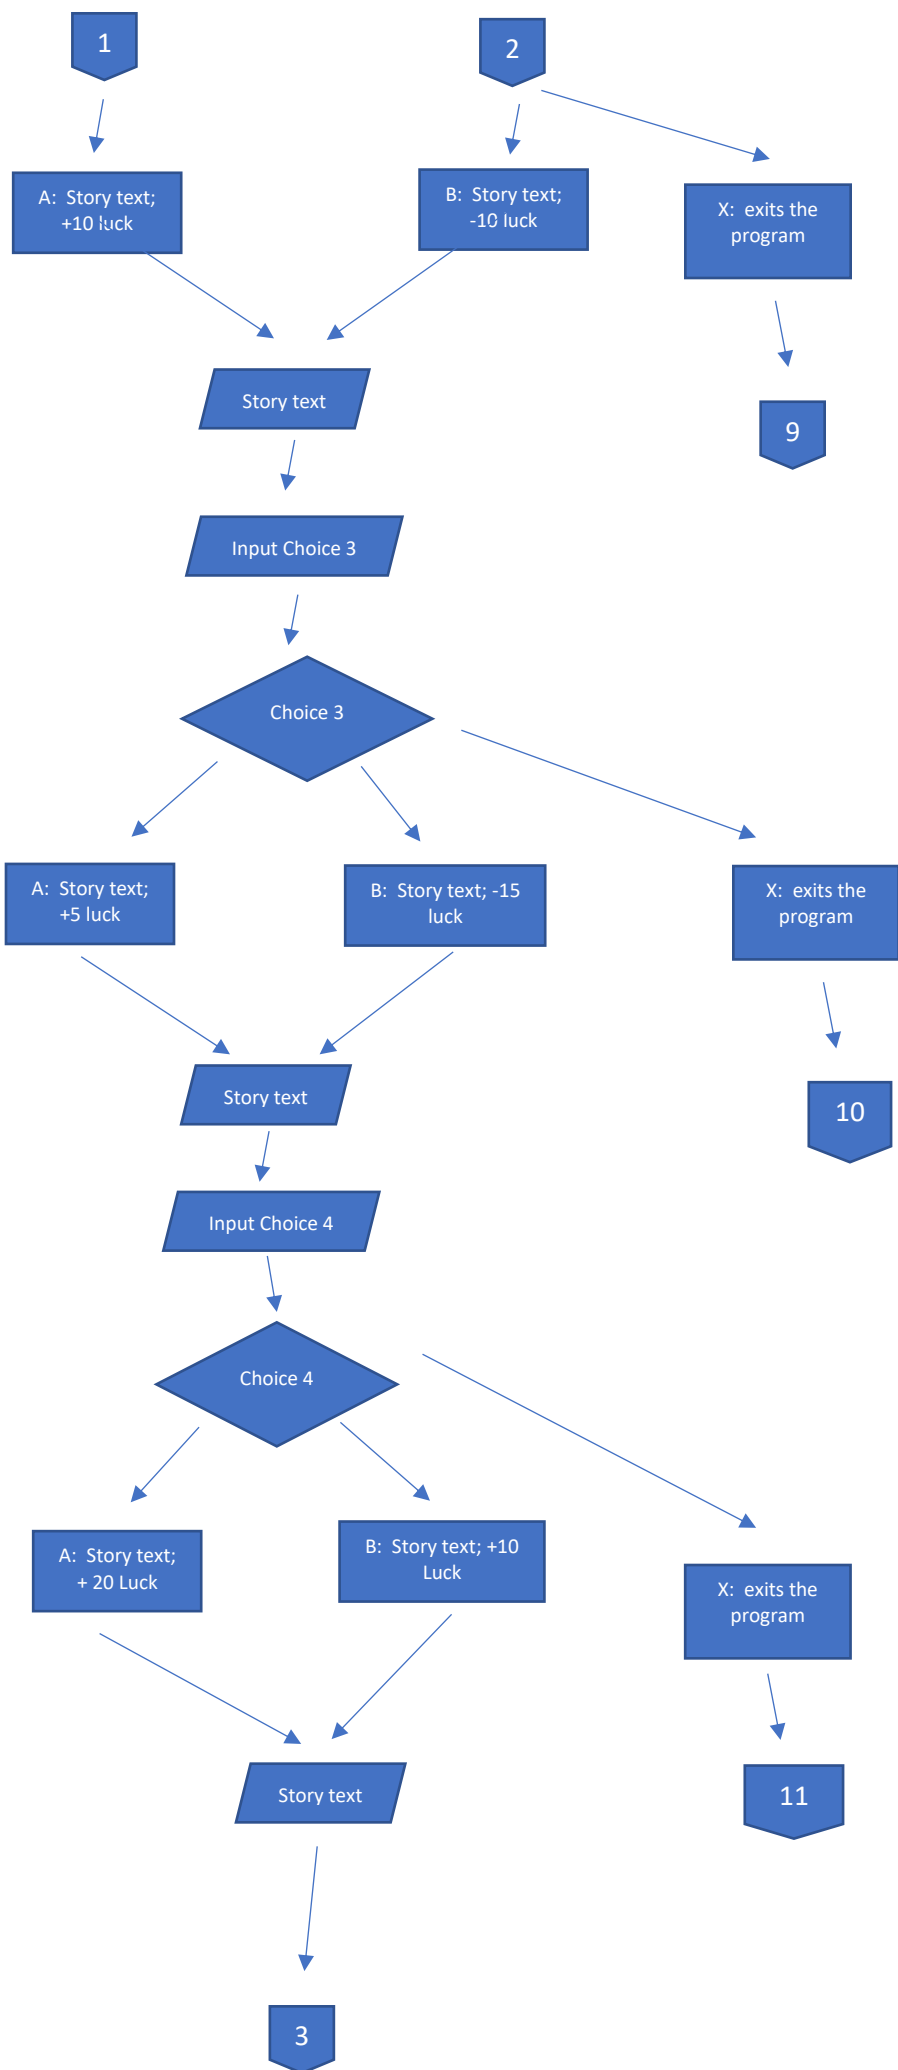 1
2
A: Story text;
+10 luck
B: Story text;
-10 luck
X: exits the
program
9
Story text
Input Choice 3
Choice 3
A: Story text;
+5 luck
B: Story text; -15
luck
X: exits the
program
10
Story text
Input Choice 4
Choice 4
A: Story text;
+ 20 Luck
B: Story text; +10
Luck
X: exits the
program
11
Story text
3